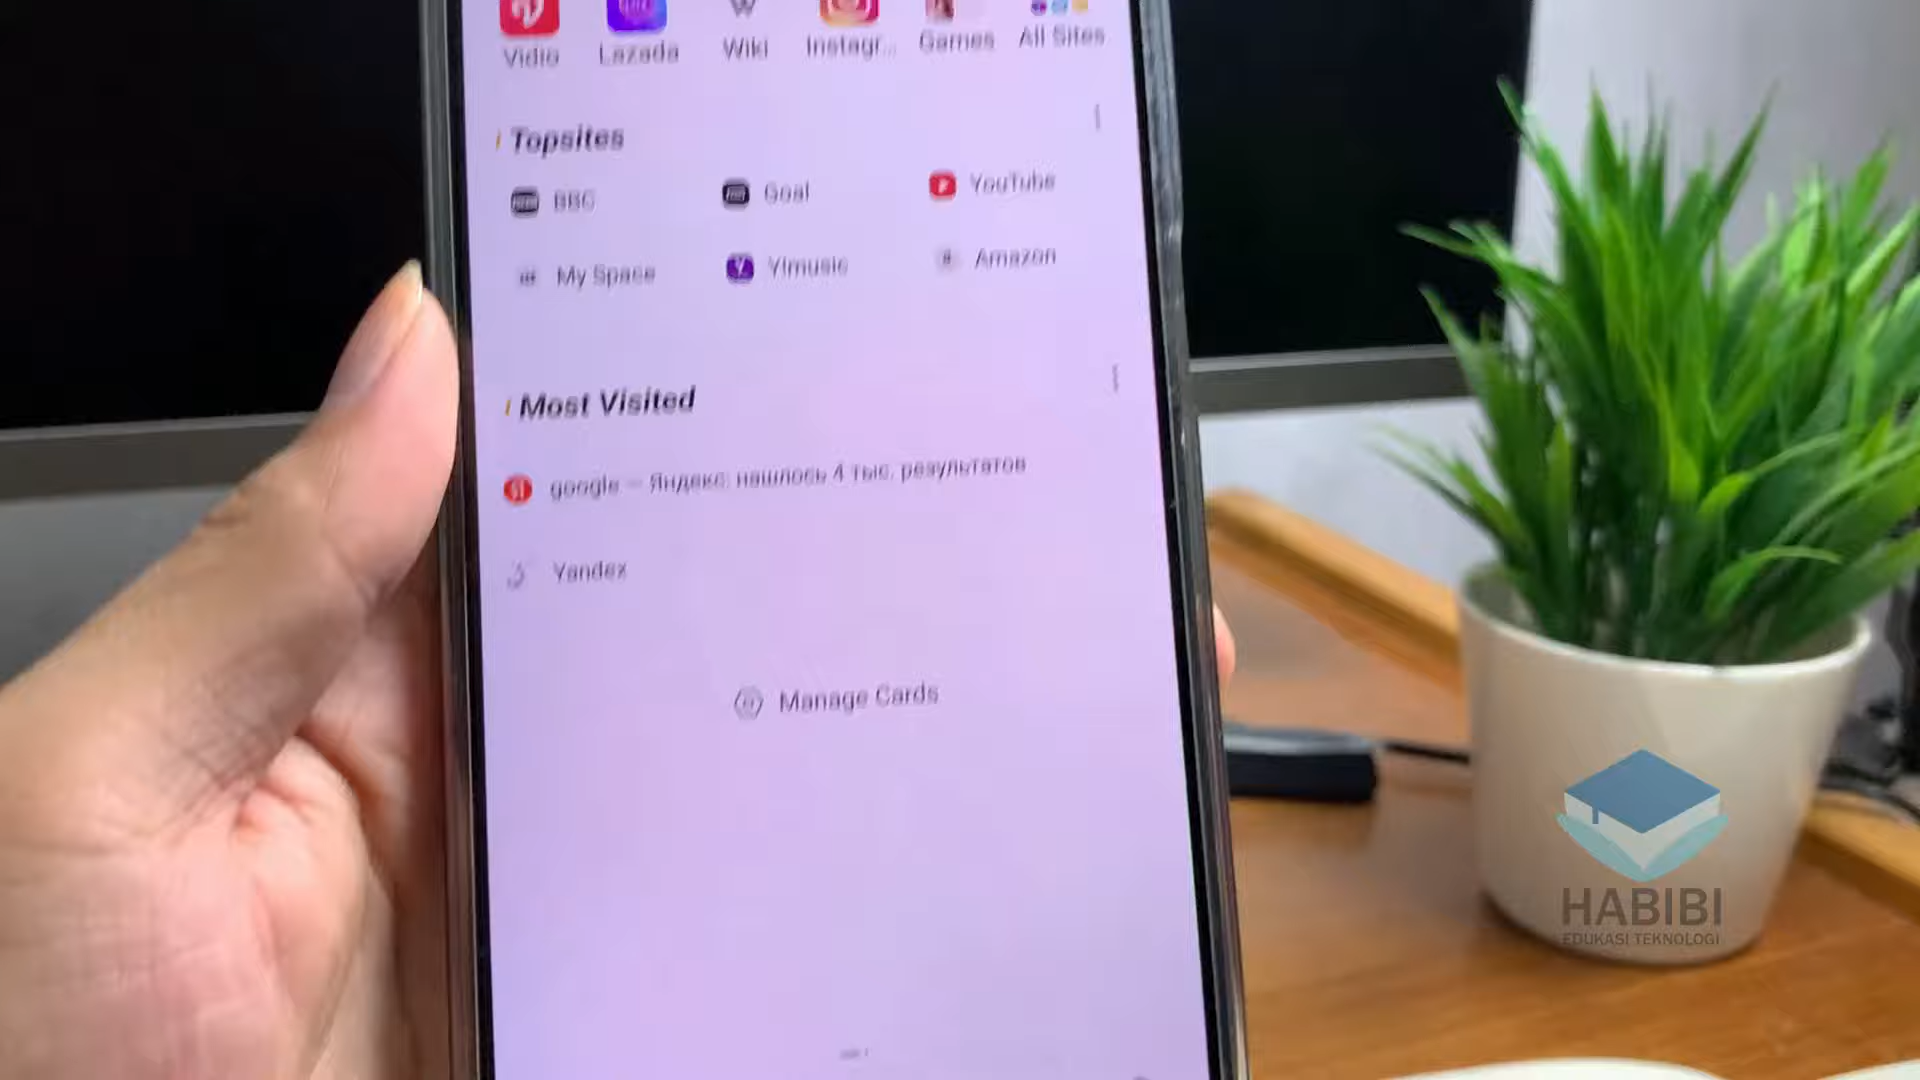 Vidio Lazada Wiki Instagr... Games All Sites
Topsites
BBC Goal YouTube
My Space Y!music Amazon
Most Visited
google — Яндекс: нашлось 4 тыс. результатов
Yandex
Manage Cards
HABIBI
EDUKASI TEKNOLOGI